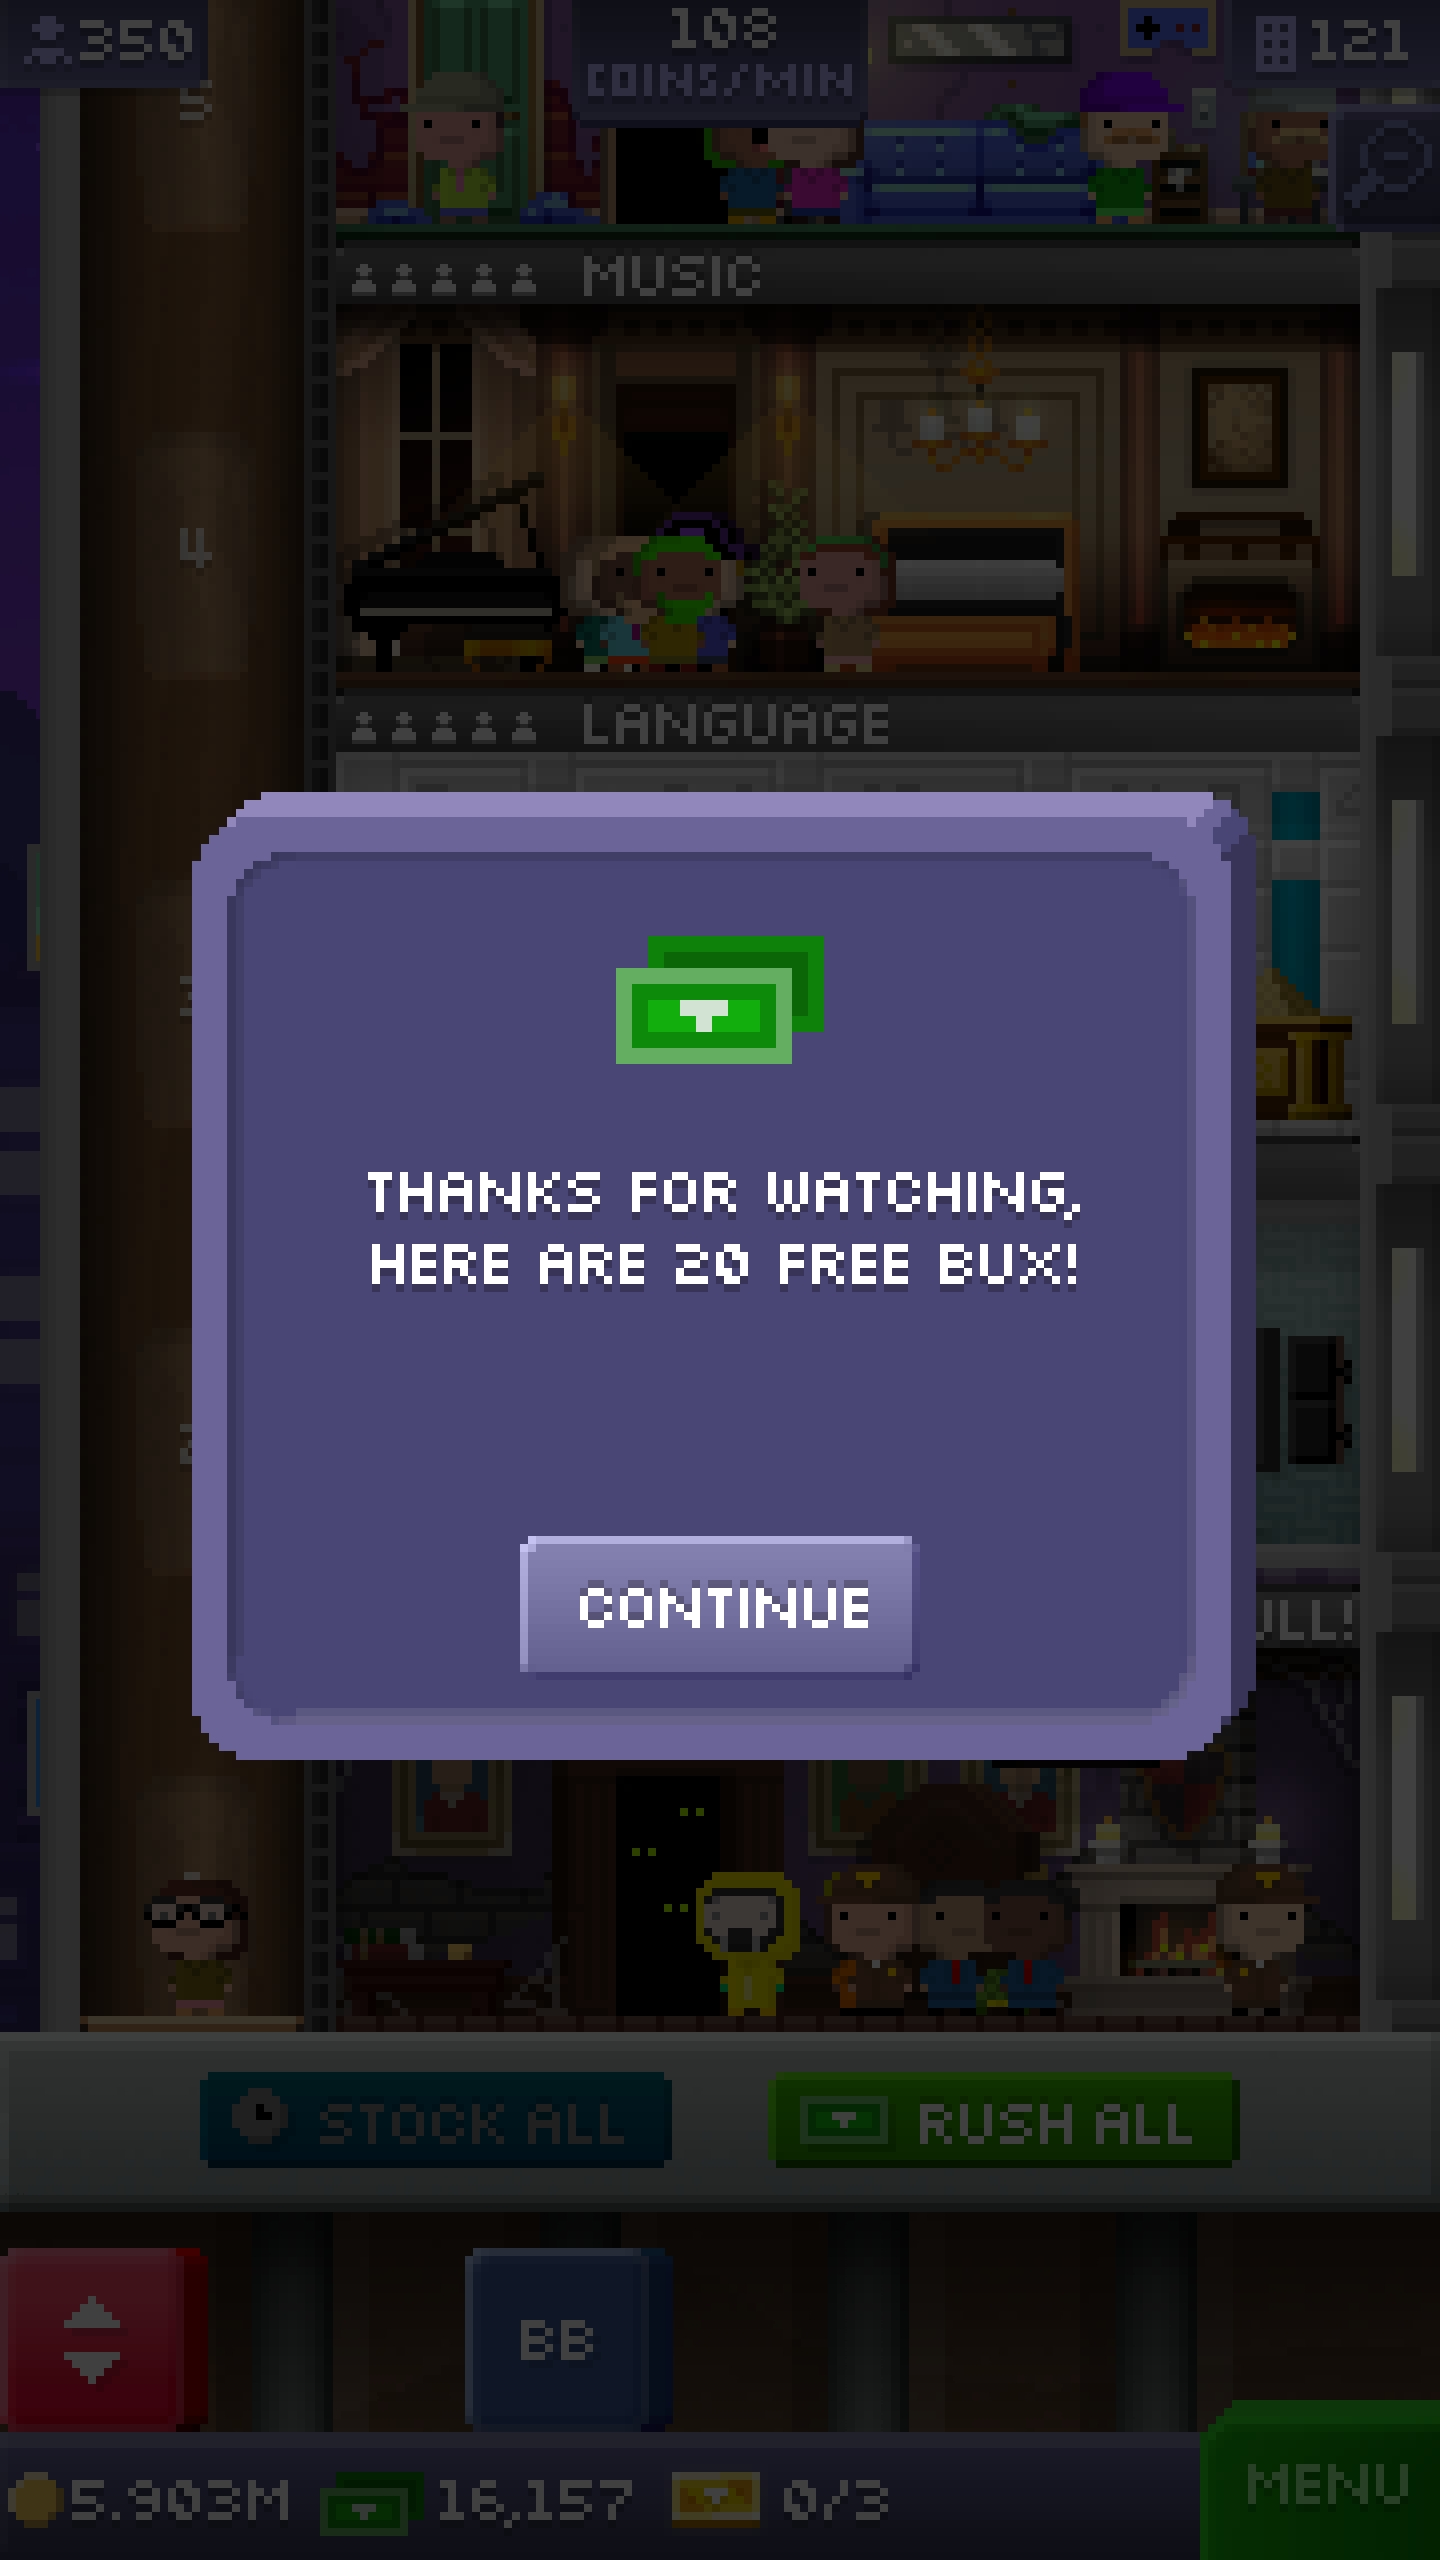 350
108
COINS/MIN
121
5
MUSIC
4
LANGUAGE
THANKS FOR WATCHING,
HERE ARE 20 FREE BUX!
CONTINUE
STOCK ALL
RUSH ALL
BB
5.903M
16,157
0/3
MENU